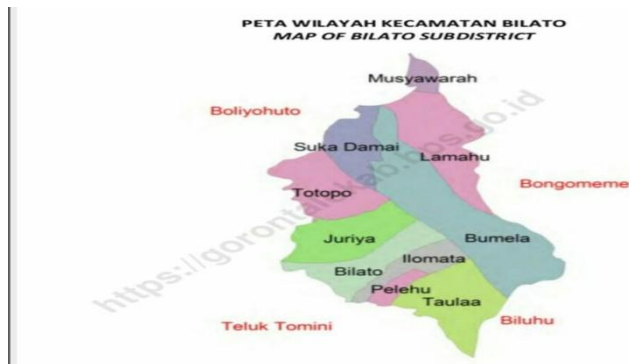 PETA WILAYAH KECAMATAN BILATO
MAP OF BILATO SUBDISTRICT
Musyawarah
Boliyohuto
Suka Damai
Lamahu
Totopo
Bongomeme
Juriya
Bumela
Ilomata
Bilato
Pelehu
Taulaa
Teluk Tomini
Biluhu
https://gorontalokab.bps.go.id